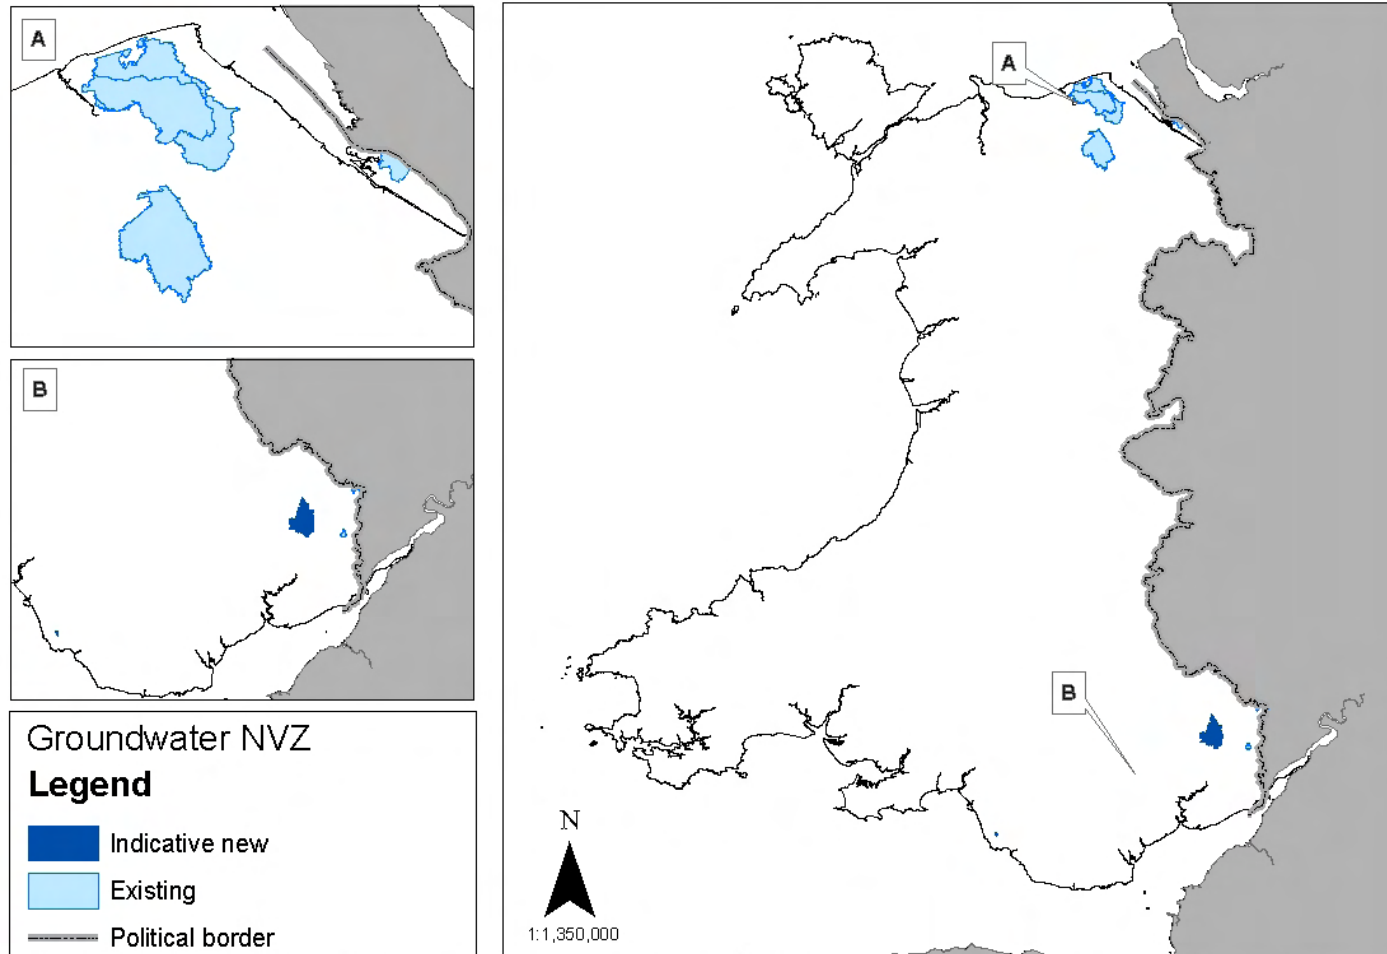 A
B
Groundwater NVZ
Legend
Indicative new
Existing
Political border
A
B
N
1:1,350,000